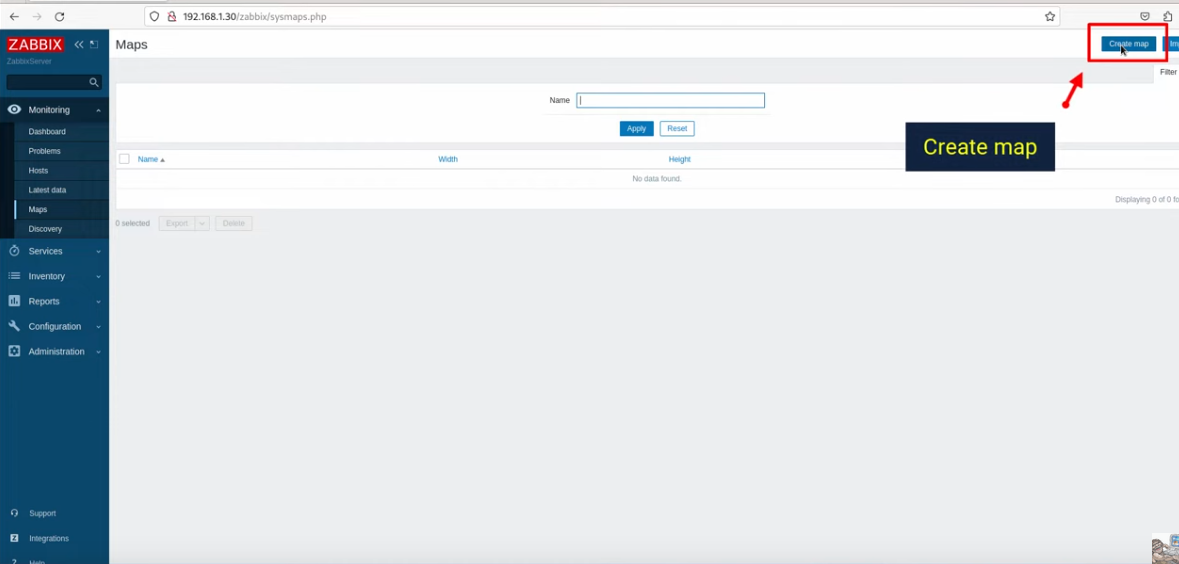 192.168.1.30/zabbix/sysmaps.php
ZABBIX
ZabbixServer
Maps
Create map
Filter
Monitoring
Name
Dashboard
Apply Reset
Create map
Problems
Name Width Height
Hosts
No data found.
Latest data
Displaying 0 of 0
Maps
0 selected Export Delete
Discovery
Services
Inventory
Reports
Configuration
Administration
Support
Integrations
Help